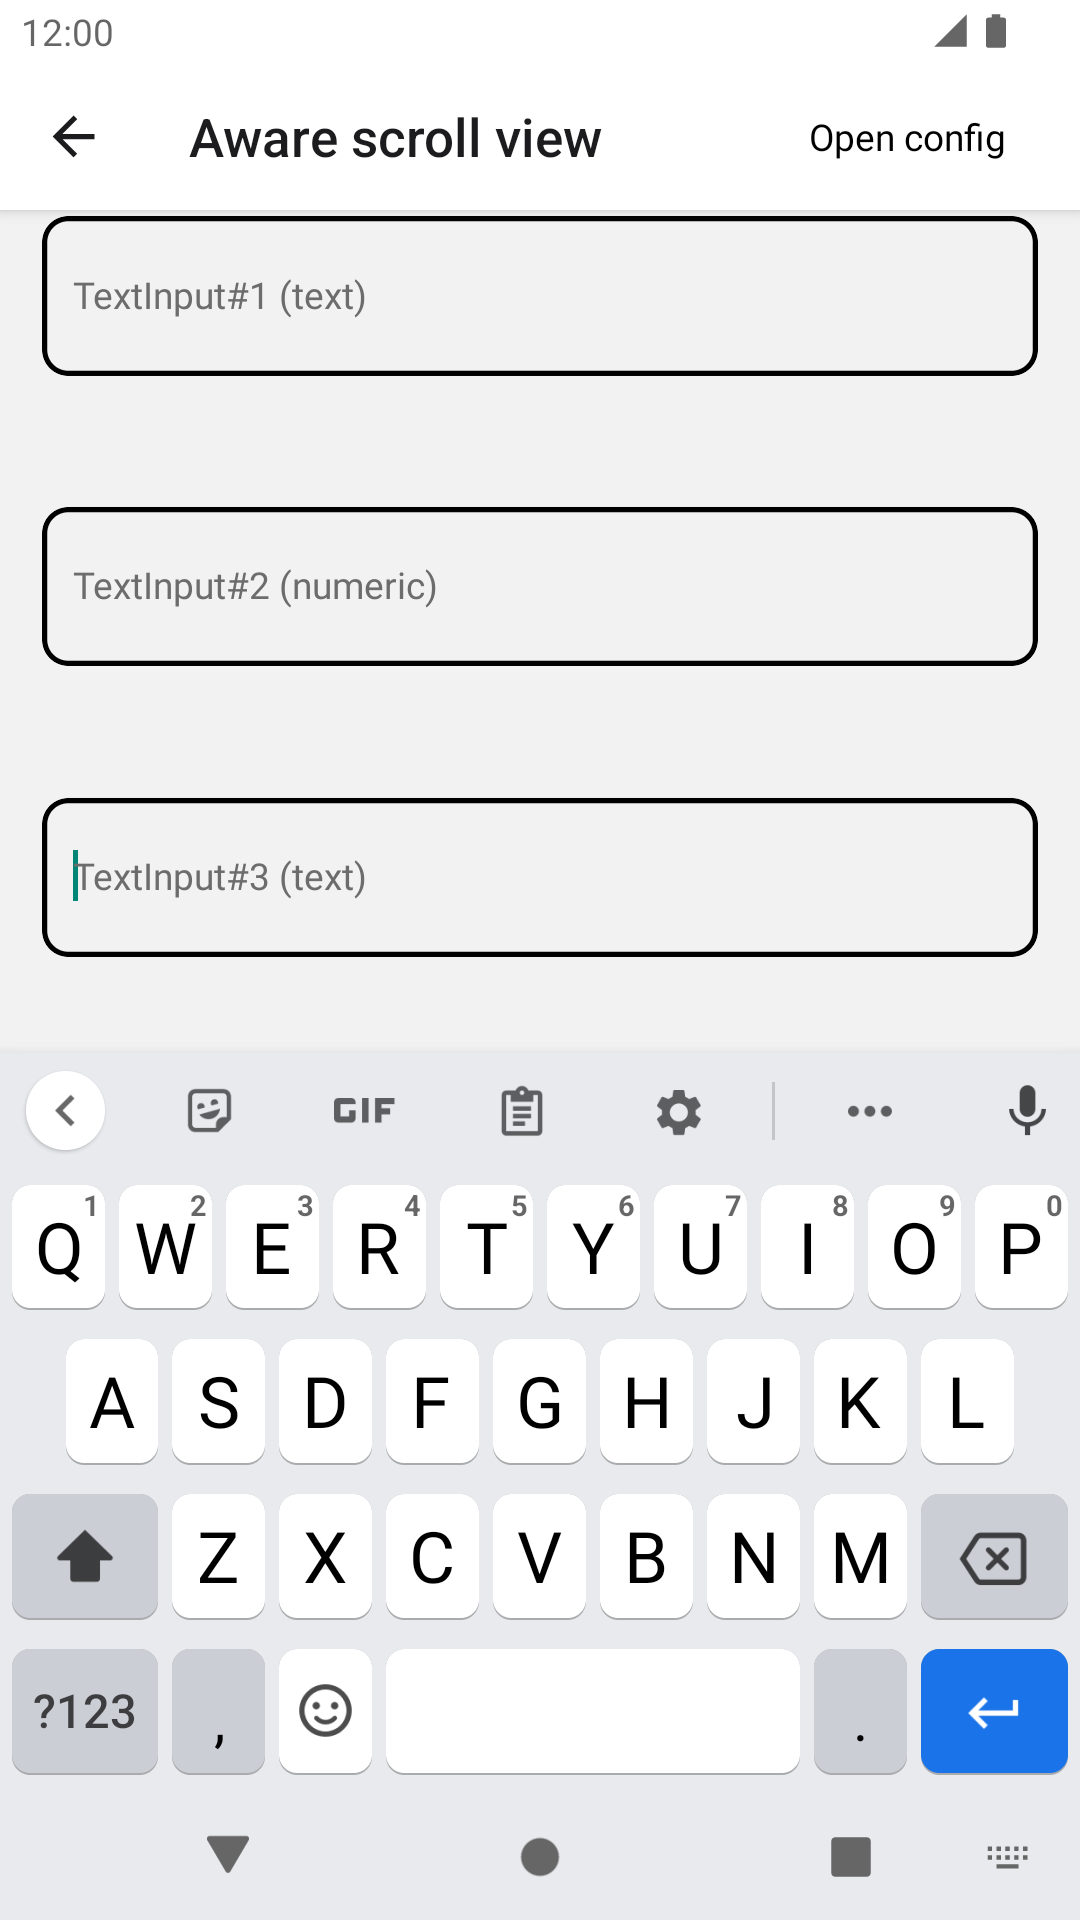 12:00
Aware scroll view
Open config
TextInput#1 (text)
TextInput#2 (numeric)
TextInput#3 (text)
GIF
Q1 W2 E3 R4 T5 Y6 U7 I8 O9 P0
A S D F G H J K L
Z X C V B N M
?123 , .